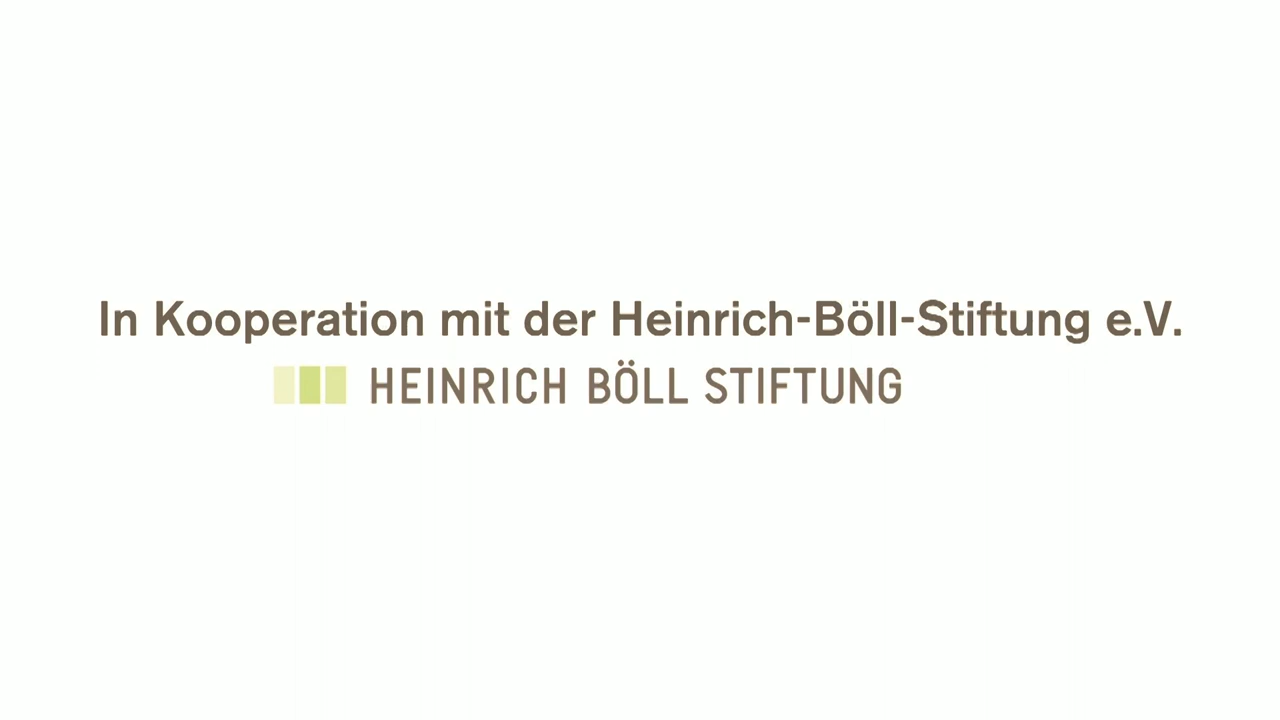 In Kooperation mit der Heinrich-Böll-Stiftung e.V.
HEINRICH BÖLL STIFTUNG